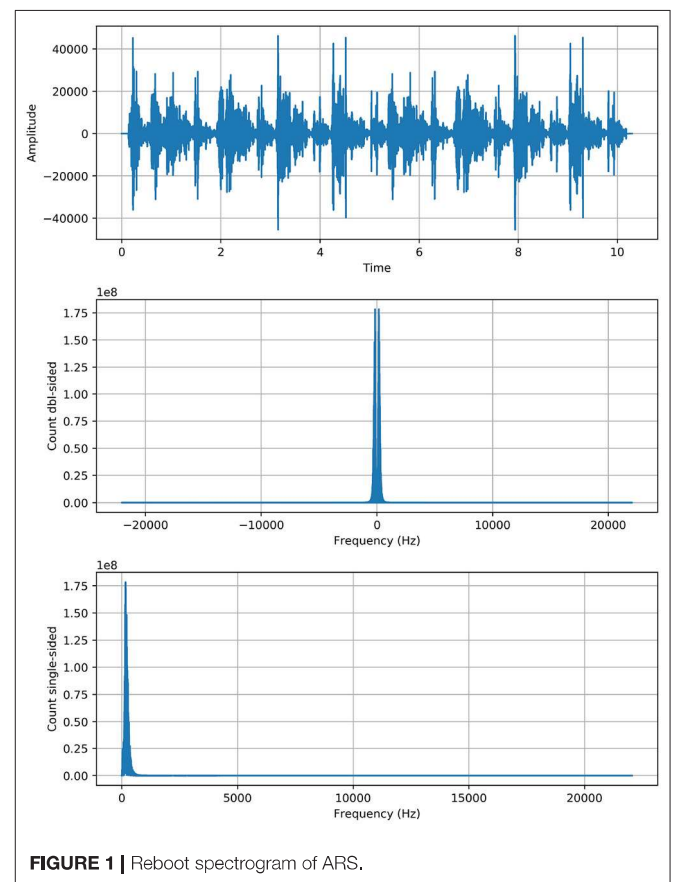 40000
20000
0
−20000
−40000
Amplitude
0 2 4 6 8 10
Time
1e8
1.75
1.50
1.25
1.00
0.75
0.50
0.25
0.00
Count dbl-sided
−20000 −10000 0 10000 20000
Frequency (Hz)
1e8
1.75
1.50
1.25
1.00
0.75
0.50
0.25
0.00
Count single-sided
0 5000 10000 15000 20000
Frequency (Hz)
FIGURE 1 | Reboot spectrogram of ARS.